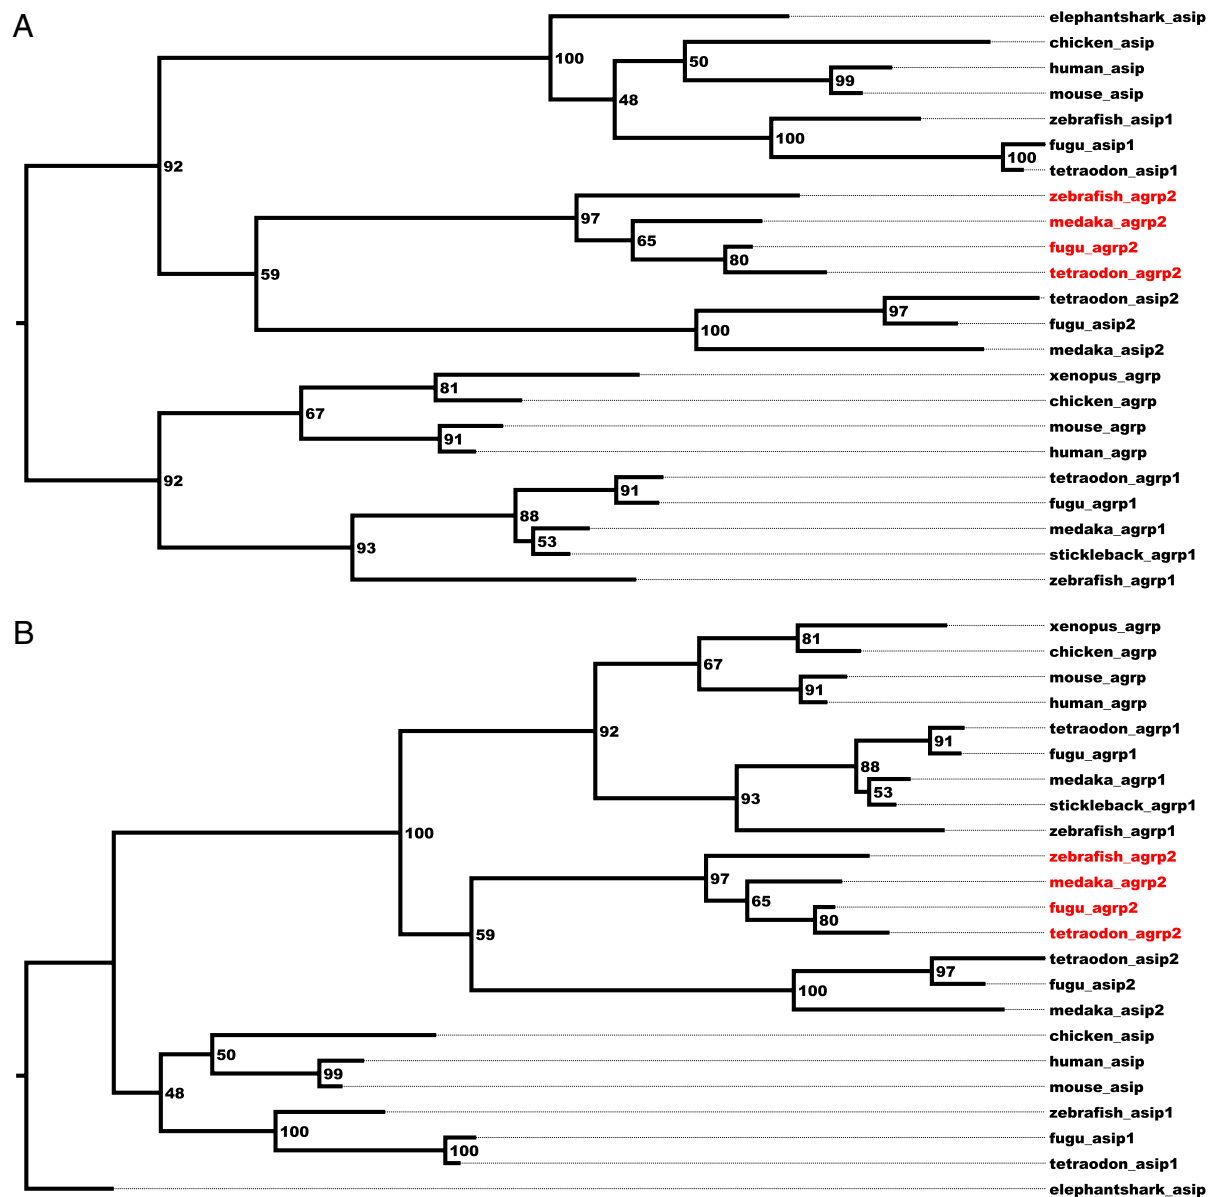 A
elephantshark_asip
100
chicken_asip
50
human_asip
99
mouse_asip
48
zebrafish_asip1
100
fugu_asip1
100
tetraodon_asip1
92
zebrafish_agrp2
97
medaka_agrp2
65
fugu_agrp2
80
tetraodon_agrp2
59
tetraodon_asip2
97
fugu_asip2
100
medaka_asip2
xenopus_agrp
81
chicken_agrp
67
mouse_agrp
91
human_agrp
92
tetraodon_agrp1
91
fugu_agrp1
88
medaka_agrp1
53
stickleback_agrp1
93
zebrafish_agrp1
B
xenopus_agrp
81
chicken_agrp
67
mouse_agrp
91
human_agrp
92
tetraodon_agrp1
91
fugu_agrp1
88
medaka_agrp1
53
stickleback_agrp1
93
zebrafish_agrp1
100
zebrafish_agrp2
97
medaka_agrp2
65
fugu_agrp2
80
tetraodon_agrp2
59
tetraodon_asip2
97
fugu_asip2
100
medaka_asip2
chicken_asip
50
human_asip
99
mouse_asip
48
zebrafish_asip1
100
fugu_asip1
100
tetraodon_asip1
elephantshark_asip